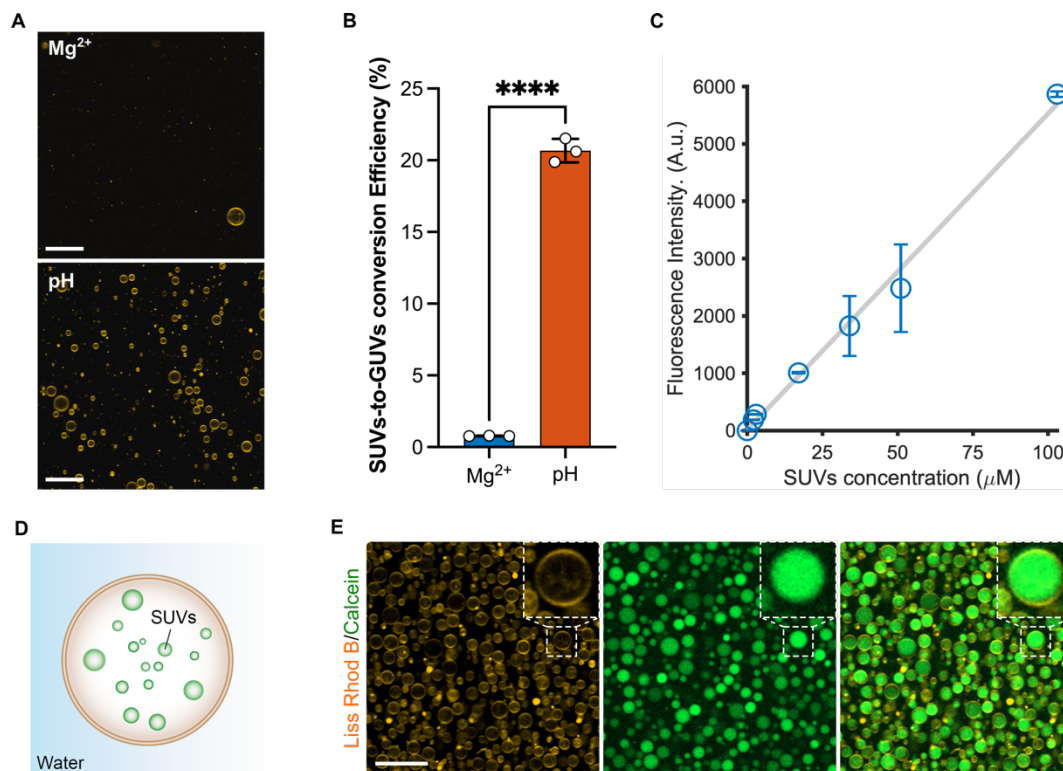 A
Mg²⁺
pH
B
SUVs-to-GUVs conversion Efficiency (%)
25
20
15
10
5
0
****
Mg²⁺
pH
C
Fluorescence Intensity. (A.u.)
6000
5000
4000
3000
2000
1000
0
0
25
50
75
100
SUVs concentration (μM)
D
SUVs
Water
E
Liss Rhod B/Calcein